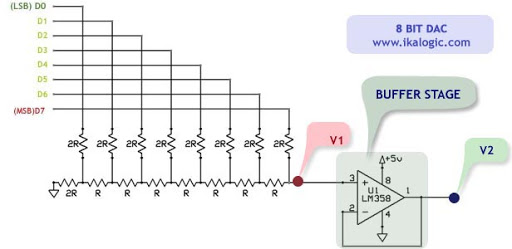 (LSB) D0
D1
D2
D3
D4
D5
D6
(MSB)D7
8 BIT DAC
www.ikalogic.com
BUFFER STAGE
2R 2R 2R 2R 2R 2R 2R 2R
V1
V2
+5v
3
+
8
U1
LM358
1
2
-
4
2R R R R R R R R